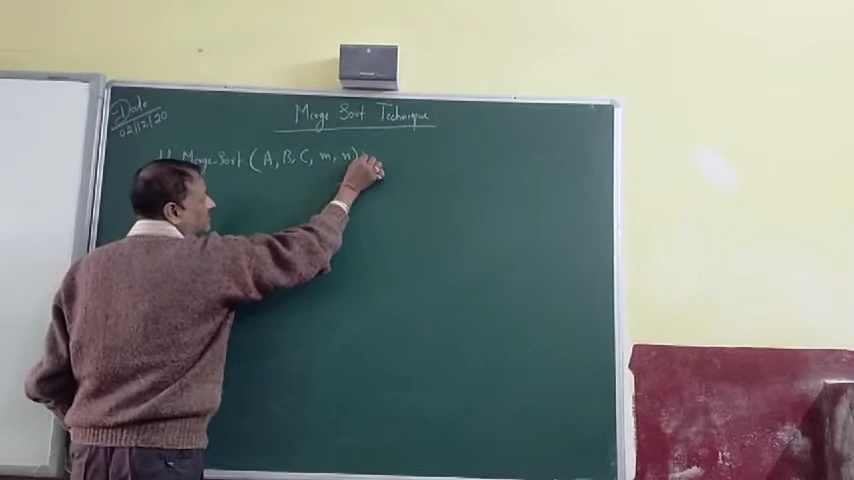 Date
02/12/20
Merge Sort Technique
Merge-Sort (A, B, C, m, n)